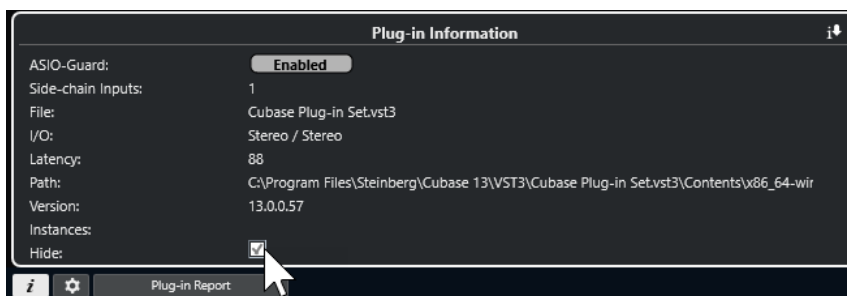 Plug-in Information
ASIO-Guard: Enabled
Side-chain Inputs: 1
File: Cubase Plug-in Set.vst3
I/O: Stereo / Stereo
Latency: 88
Path: C:\Program Files\Steinberg\Cubase 13\VST3\Cubase Plug-in Set.vst3\Contents\x86_64-wir
Version: 13.0.0.57
Instances:
Hide:
i Plug-in Report